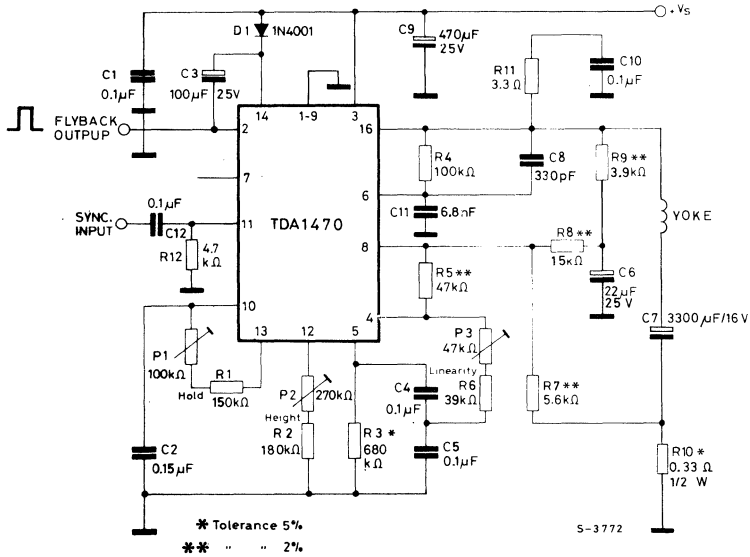 +Vs
D1 1N4001
C9 470µF
25V
C10
0.1µF
R11
3.3 Ω
C1
0.1µF
C3
100µF 25V
FLYBACK
OUTPUP
14
1-9
3
2
16
7
6
11
8
10
4
13
12
5
TDA1470
R4
100kΩ
C8
330pF
R9 **
3.9kΩ
C11 6.8nF
YOKE
0.1µF
SYNC.
INPUT
C12
R12
4.7
kΩ
R8 **
15kΩ
R5 **
47kΩ
C6
22µF
25V
C7 3300µF/16V
P1
100kΩ
Hold
R1
150kΩ
P3
47kΩ
Linearity
P2 270kΩ
Height
R6
39kΩ
R7 **
5.6kΩ
C4
0.1µF
C2
0.15µF
R2
180kΩ
R3 *
680
kΩ
C5
0.1µF
R10 *
0.33 Ω
1/2 W
* Tolerance 5%
** " " 2%
S-3772